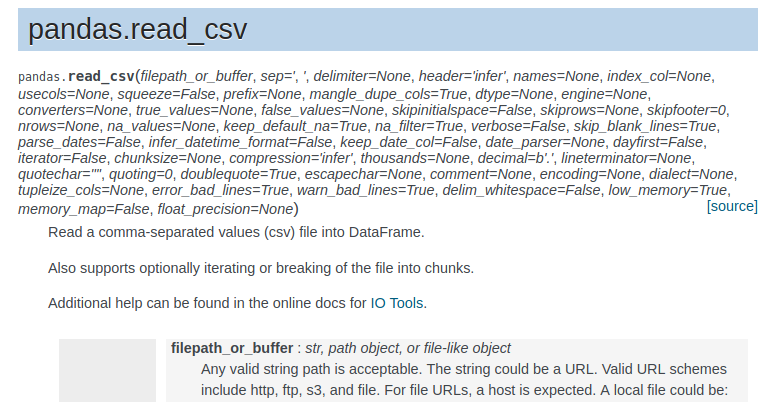 pandas.read_csv
pandas.read_csv(filepath_or_buffer, sep=', ', delimiter=None, header='infer', names=None, index_col=None,
usecols=None, squeeze=False, prefix=None, mangle_dupe_cols=True, dtype=None, engine=None,
converters=None, true_values=None, false_values=None, skipinitialspace=False, skiprows=None, skipfooter=0,
nrows=None, na_values=None, keep_default_na=True, na_filter=True, verbose=False, skip_blank_lines=True,
parse_dates=False, infer_datetime_format=False, keep_date_col=False, date_parser=None, dayfirst=False,
iterator=False, chunksize=None, compression='infer', thousands=None, decimal=b'.', lineterminator=None,
quotechar='"', quoting=0, doublequote=True, escapechar=None, comment=None, encoding=None, dialect=None,
tupleize_cols=None, error_bad_lines=True, warn_bad_lines=True, delim_whitespace=False, low_memory=True,
memory_map=False, float_precision=None) [source]
Read a comma-separated values (csv) file into DataFrame.
Also supports optionally iterating or breaking of the file into chunks.
Additional help can be found in the online docs for IO Tools.
filepath_or_buffer : str, path object, or file-like object
Any valid string path is acceptable. The string could be a URL. Valid URL schemes
include http, ftp, s3, and file. For file URLs, a host is expected. A local file could be: